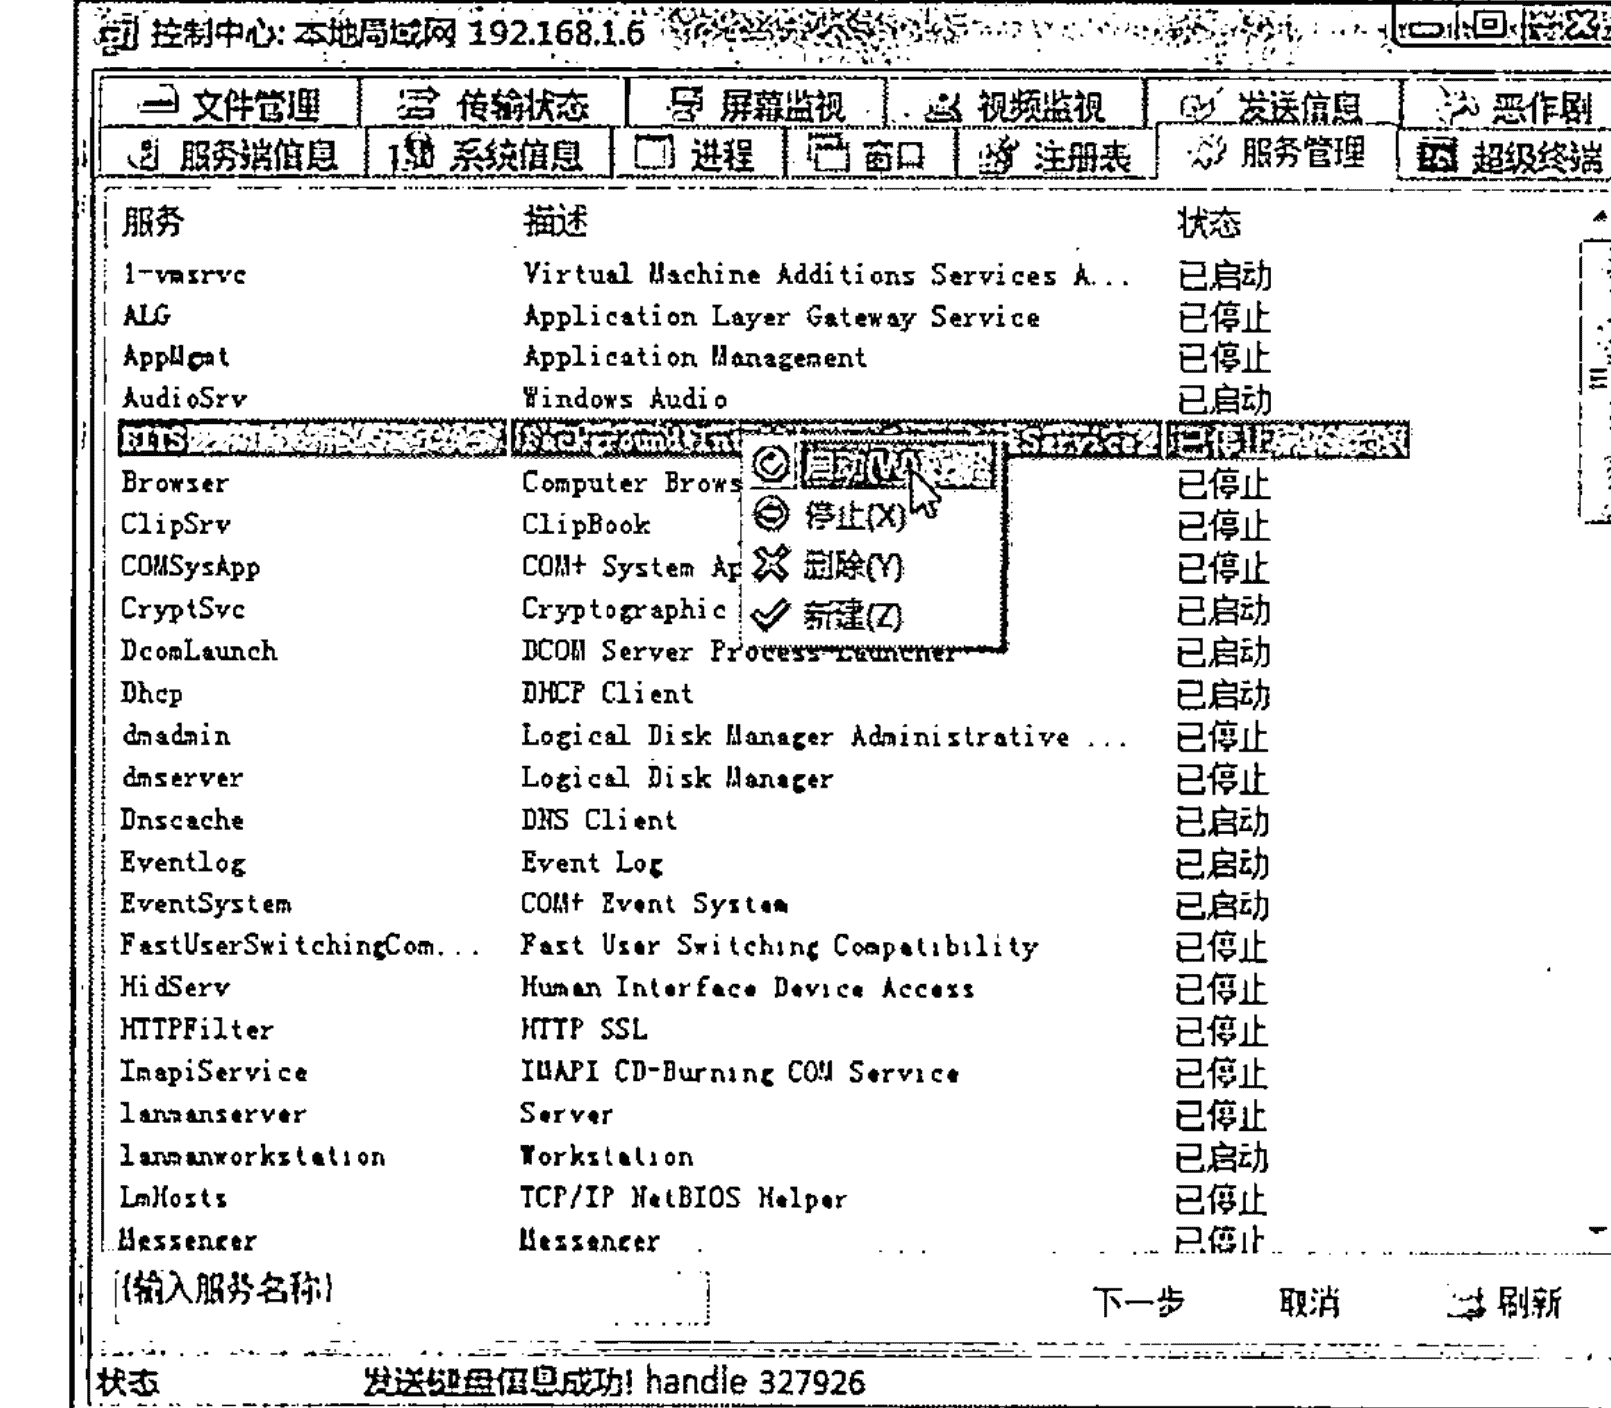 控制中心: 本地局域网 192.168.1.6
文件管理 传输状态 屏幕监视 视频监视 发送信息 恶作剧
服务端信息 系统信息 进程 窗口 注册表 服务管理 超级终端
服务 描述 状态
1-vmsrvc Virtual Machine Additions Services A... 已启动
ALG Application Layer Gateway Service 已停止
AppMgmt Application Management 已停止
AudioSrv Windows Audio 已启动
BITS Background Int Service 已停止
自动(W)
Browser Computer Brows 已停止
停止(X)
ClipSrv ClipBook 已停止
COMSysApp COM+ System Ap 已停止
删除(Y)
CryptSvc Cryptographic 已启动
新建(Z)
DcomLaunch DCOM Server Process Launcher 已启动
Dhcp DHCP Client 已启动
dmadmin Logical Disk Manager Administrative ... 已停止
dmserver Logical Disk Manager 已停止
Dnscache DNS Client 已启动
Eventlog Event Log 已启动
EventSystem COM+ Event System 已启动
FastUserSwitchingCom... Fast User Switching Compatibility 已停止
HidServ Human Interface Device Access 已停止
HTTPFilter HTTP SSL 已停止
ImapiService IMAPI CD-Burning COM Service 已停止
lanmanserver Server 已停止
lanmanworkstation Workstation 已启动
LmHosts TCP/IP NetBIOS Helper 已停止
Messenger Messenger 已停止
(输入服务名称) 下一步 取消 刷新
状态 发送键盘信息成功! handle 327926